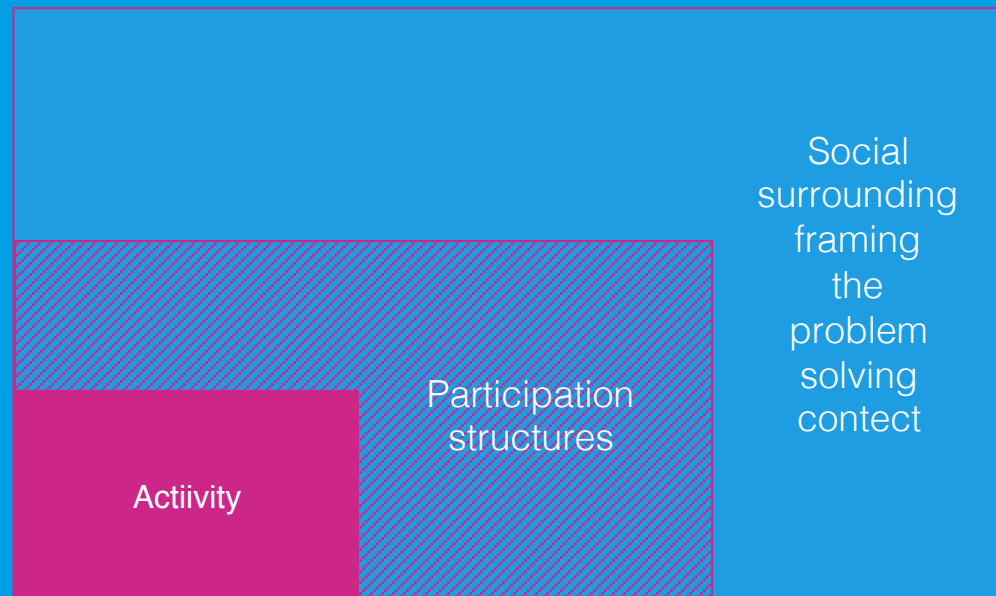 Social
surrounding
framing
the
problem
solving
contect
Participation
structures
Actiivity